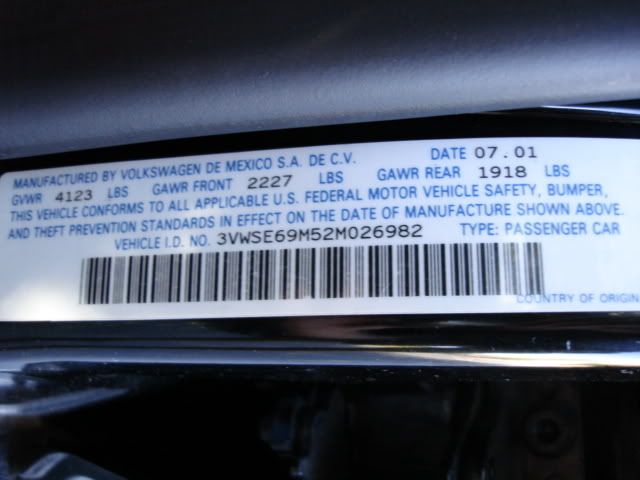 MANUFACTURED BY VOLKSWAGEN DE MEXICO S.A. DE C.V. DATE 07.01
GVWR 4123 LBS GAWR FRONT 2227 LBS GAWR REAR 1918 LBS
THIS VEHICLE CONFORMS TO ALL APPLICABLE U.S. FEDERAL MOTOR VEHICLE SAFETY, BUMPER,
AND THEFT PREVENTION STANDARDS IN EFFECT ON THE DATE OF MANUFACTURE SHOWN ABOVE.
VEHICLE I.D. NO. 3VWSE69M52M026982 TYPE: PASSENGER CAR
COUNTRY OF ORIGIN